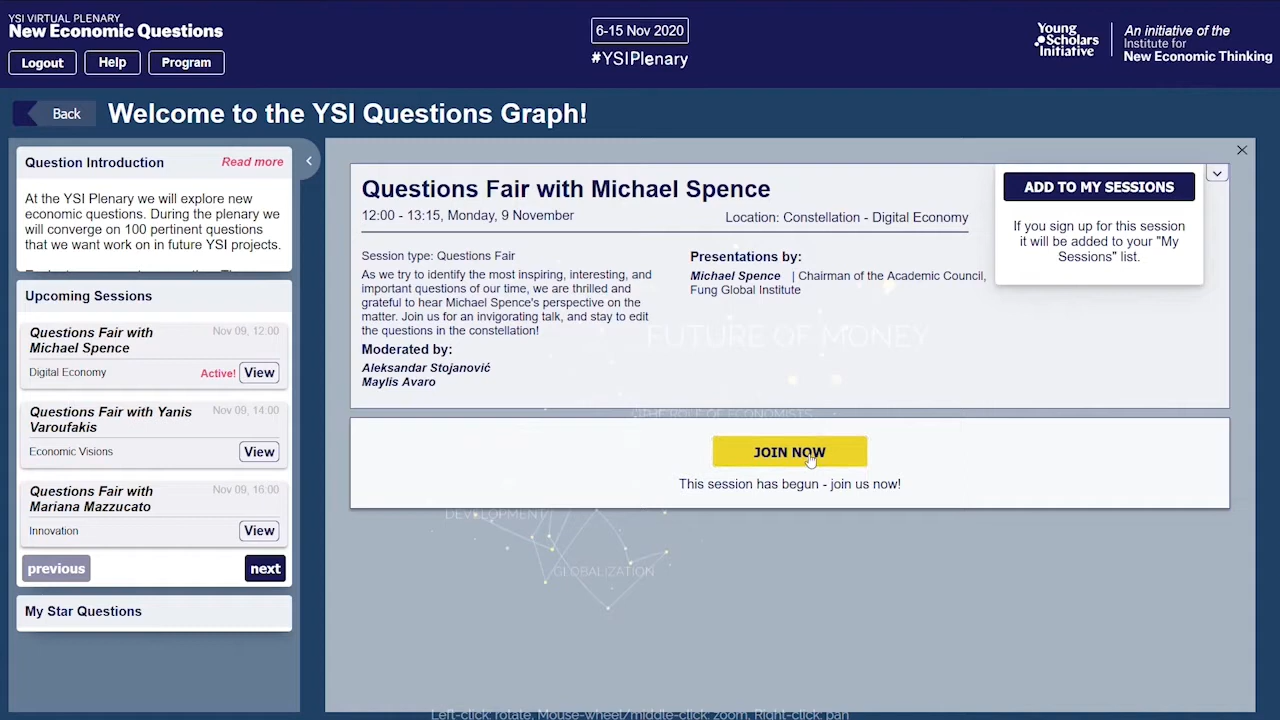 YSI VIRTUAL PLENARY
New Economic Questions
Logout
Help
Program
6-15 Nov 2020
#YSIPlenary
Young
Scholars
Initiative
An initiative of the
Institute for
New Economic Thinking
Back
Welcome to the YSI Questions Graph!
Question Introduction
Read more
At the YSI Plenary we will explore new
economic questions. During the plenary we
will converge on 100 pertinent questions
that we want work on in future YSI projects.
Upcoming Sessions
Questions Fair with
Michael Spence
Nov 09, 12:00
Digital Economy
Active!
View
Questions Fair with Yanis
Varoufakis
Nov 09, 14:00
Economic Visions
View
Questions Fair with
Mariana Mazzucato
Nov 09, 16:00
Innovation
View
previous
next
My Star Questions
Questions Fair with Michael Spence
12:00 - 13:15, Monday, 9 November
Location: Constellation - Digital Economy
Session type: Questions Fair
As we try to identify the most inspiring, interesting, and
important questions of our time, we are thrilled and
grateful to hear Michael Spence's perspective on the
matter. Join us for an invigorating talk, and stay to edit
the questions in the constellation!
Moderated by:
Aleksandar Stojanović
Maylis Avaro
Presentations by:
Michael Spence | Chairman of the Academic Council,
Fung Global Institute
ADD TO MY SESSIONS
If you sign up for this session
it will be added to your "My
Sessions" list.
FUTURE OF MONEY
THE ROLE OF ECONOMISTS
JOIN NOW
This session has begun - join us now!
DEVELOPMENT
GLOBALIZATION
Left-click: rotate, Mouse-wheel/middle-click: zoom, Right-click: pan